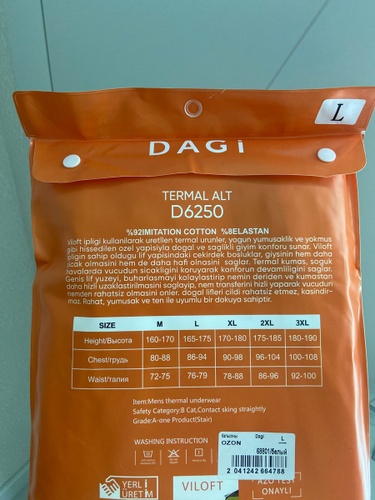 L
DAGi
TERMAL ALT
D6250
%92IMITATION COTTON %8ELASTAN
Viloft ipligi kullanilarak uretilen termal urunler, yogun yumusaklik ve yokmus
gibi hissedilen ozel yapisiyla dogal ve saglikli giyim konforu sunar. Viloft
ipligin sahip oldugu lif yapisindaki cekirdek bosluklar, giysinin hem daha
sicak olmasini hem de daha hafi olnasini saglar. Termal kumas, soguk
havalarda vucudun sicakligini koruyarak konforun devamliligini saglar.
Genis lif yuzeyi, buharlasmayi kolaylastirip nemin deriden ve kumastan
daha hizli uzaklastirilmasini saglayip, nem transferini hizli yaparak vucudun
nemden rahatsiz olmasini onler. dogal lifleri cildi rahatsiz etmez, kasindir-
maz. Rahat, yumusak ve ten ile uyumlu bir dokuya sahiptir.
SIZE M L XL 2XL 3XL
Height/Высота 160-170 165-175 170-180 175-185 180-190
Chest/грудь 80-88 86-94 90-98 96-104 100-108
Waist/талия 72-75 76-79 78-88 86-96 92-100
Item:Mens thermal underwear
Safety Category:B Cat,Contact sking straightly
Grade:A-one Product(Stair)
WASHING INSTRUCTION
Dagi L
OZON
68801/белый
2 041242 664788
YERLİ
ÜRETİM
VILOFT
AZO TEST
ONAYLI